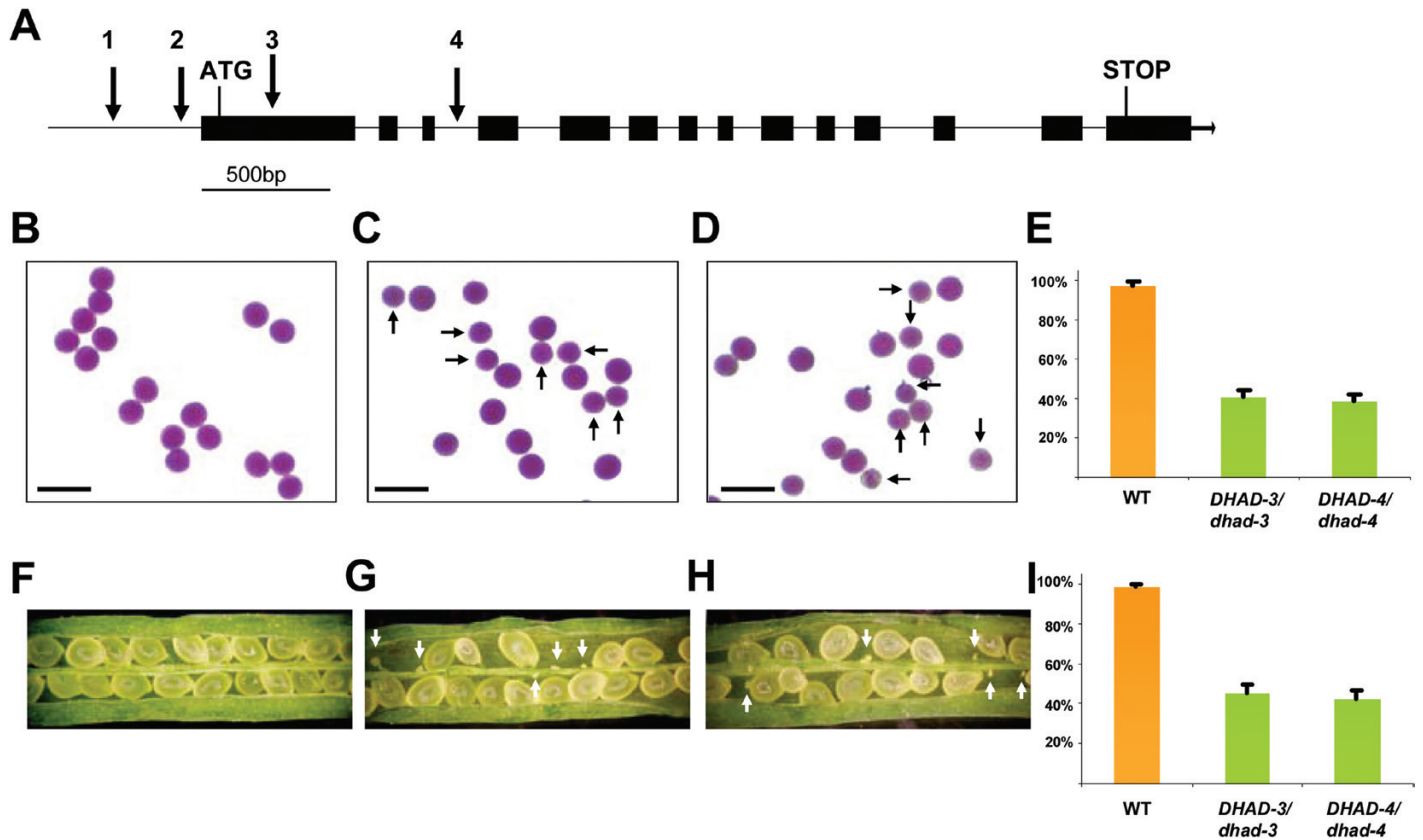 A
1 2 3 4
ATG
STOP
500bp
B
C
D
E
100%
80%
60%
40%
20%
WT
DHAD-3/
dhad-3
DHAD-4/
dhad-4
F
G
H
I
100%
80%
60%
40%
20%
WT
DHAD-3/
dhad-3
DHAD-4/
dhad-4